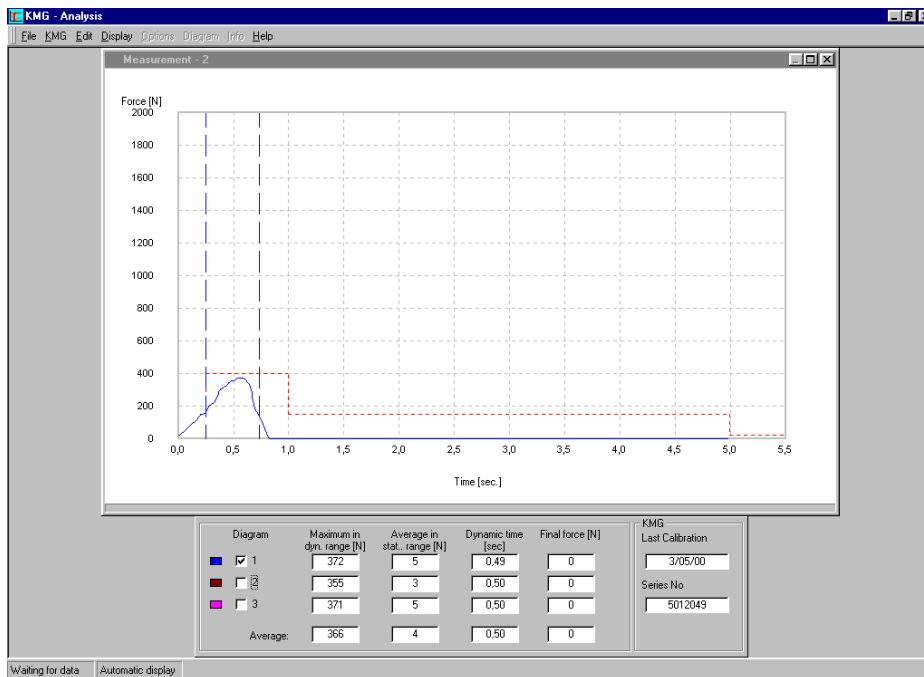 KMG - Analysis
File KMG Edit Display Options Diagram Info Help
Measurement - 2
Force [N]
2000
1800
1600
1400
1200
1000
800
600
400
200
0
0,0 0,5 1,0 1,5 2,0 2,5 3,0 3,5 4,0 4,5 5,0 5,5
Time [sec.]
Diagram Maximum in dyn. range [N] Average in stat.. range [N] Dynamic time [sec] Final force [N]
1 372 5 0,49 0
2 355 3 0,50 0
3 371 5 0,50 0
Average: 366 4 0,50 0
KMG
Last Calibration
3/05/00
Series No
5012049
Waiting for data Automatic display